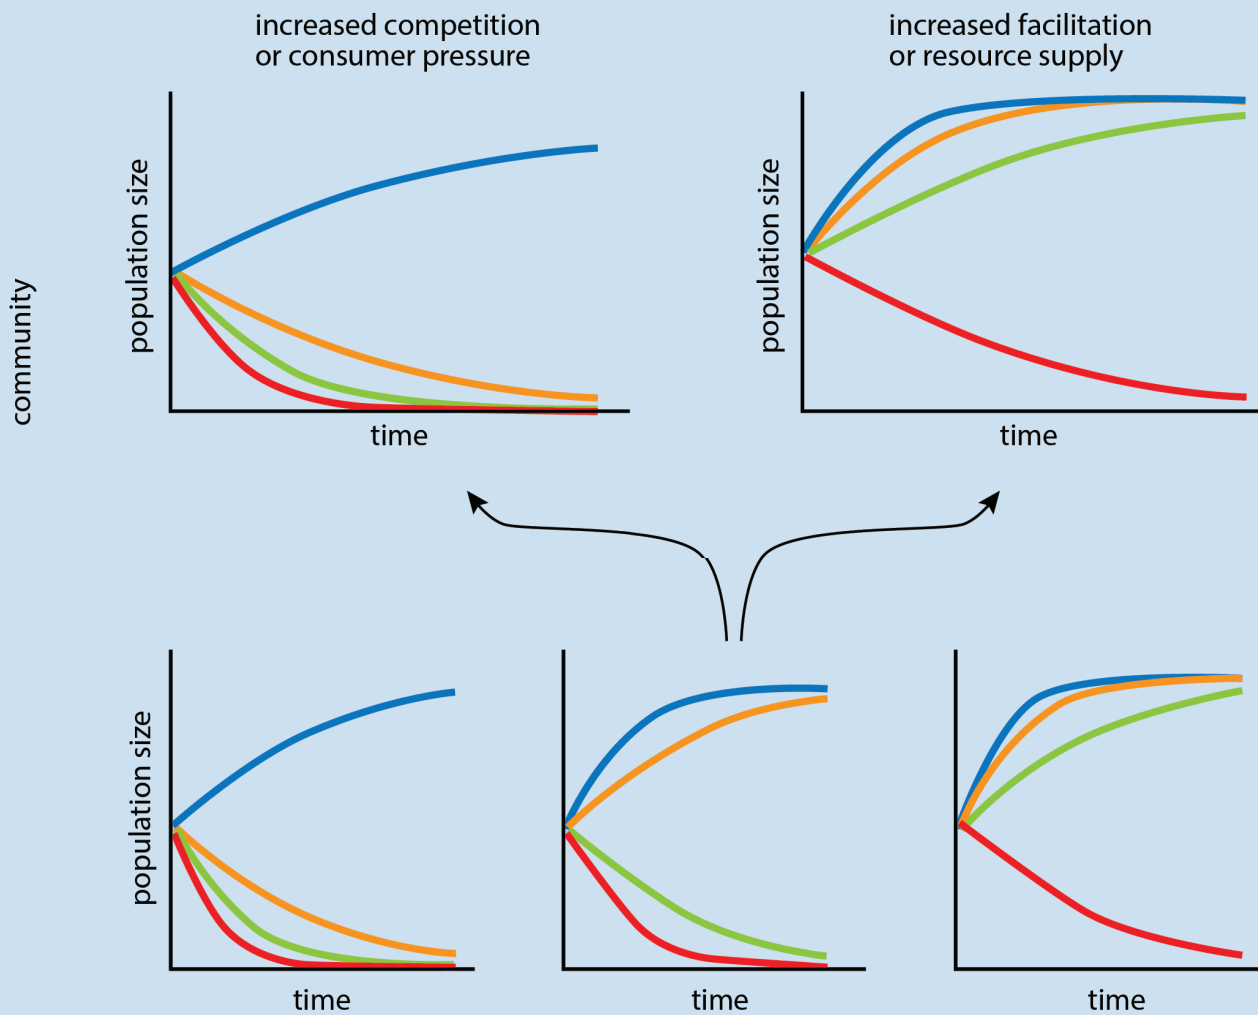 increased competition
or consumer pressure
increased facilitation
or resource supply
community
population size
time
population size
time
population size
time
time
time